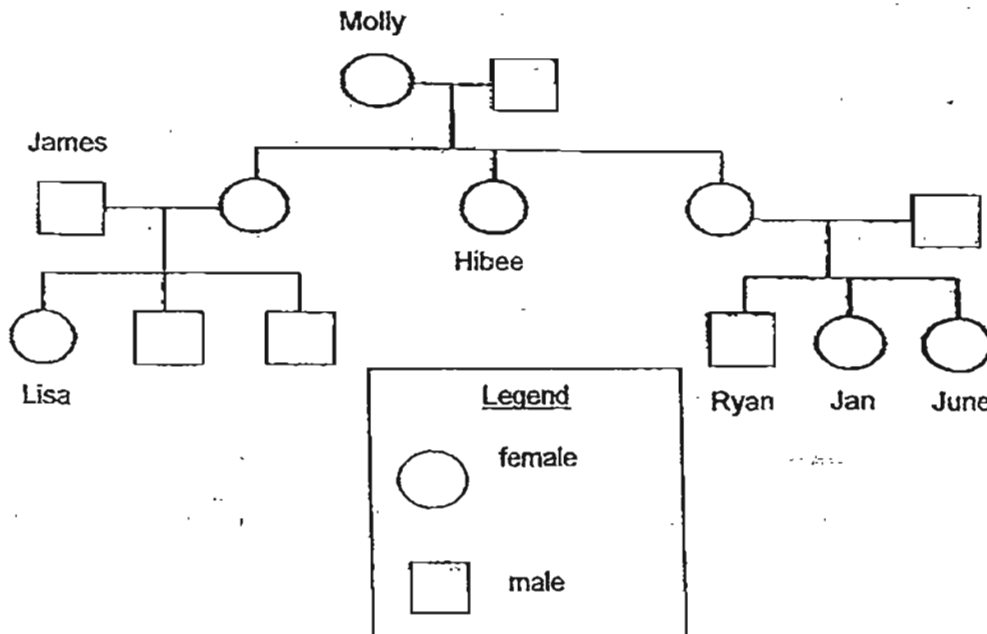 Molly
James
Hibee
Lisa
Ryan
Jan
June
Legend
female
male